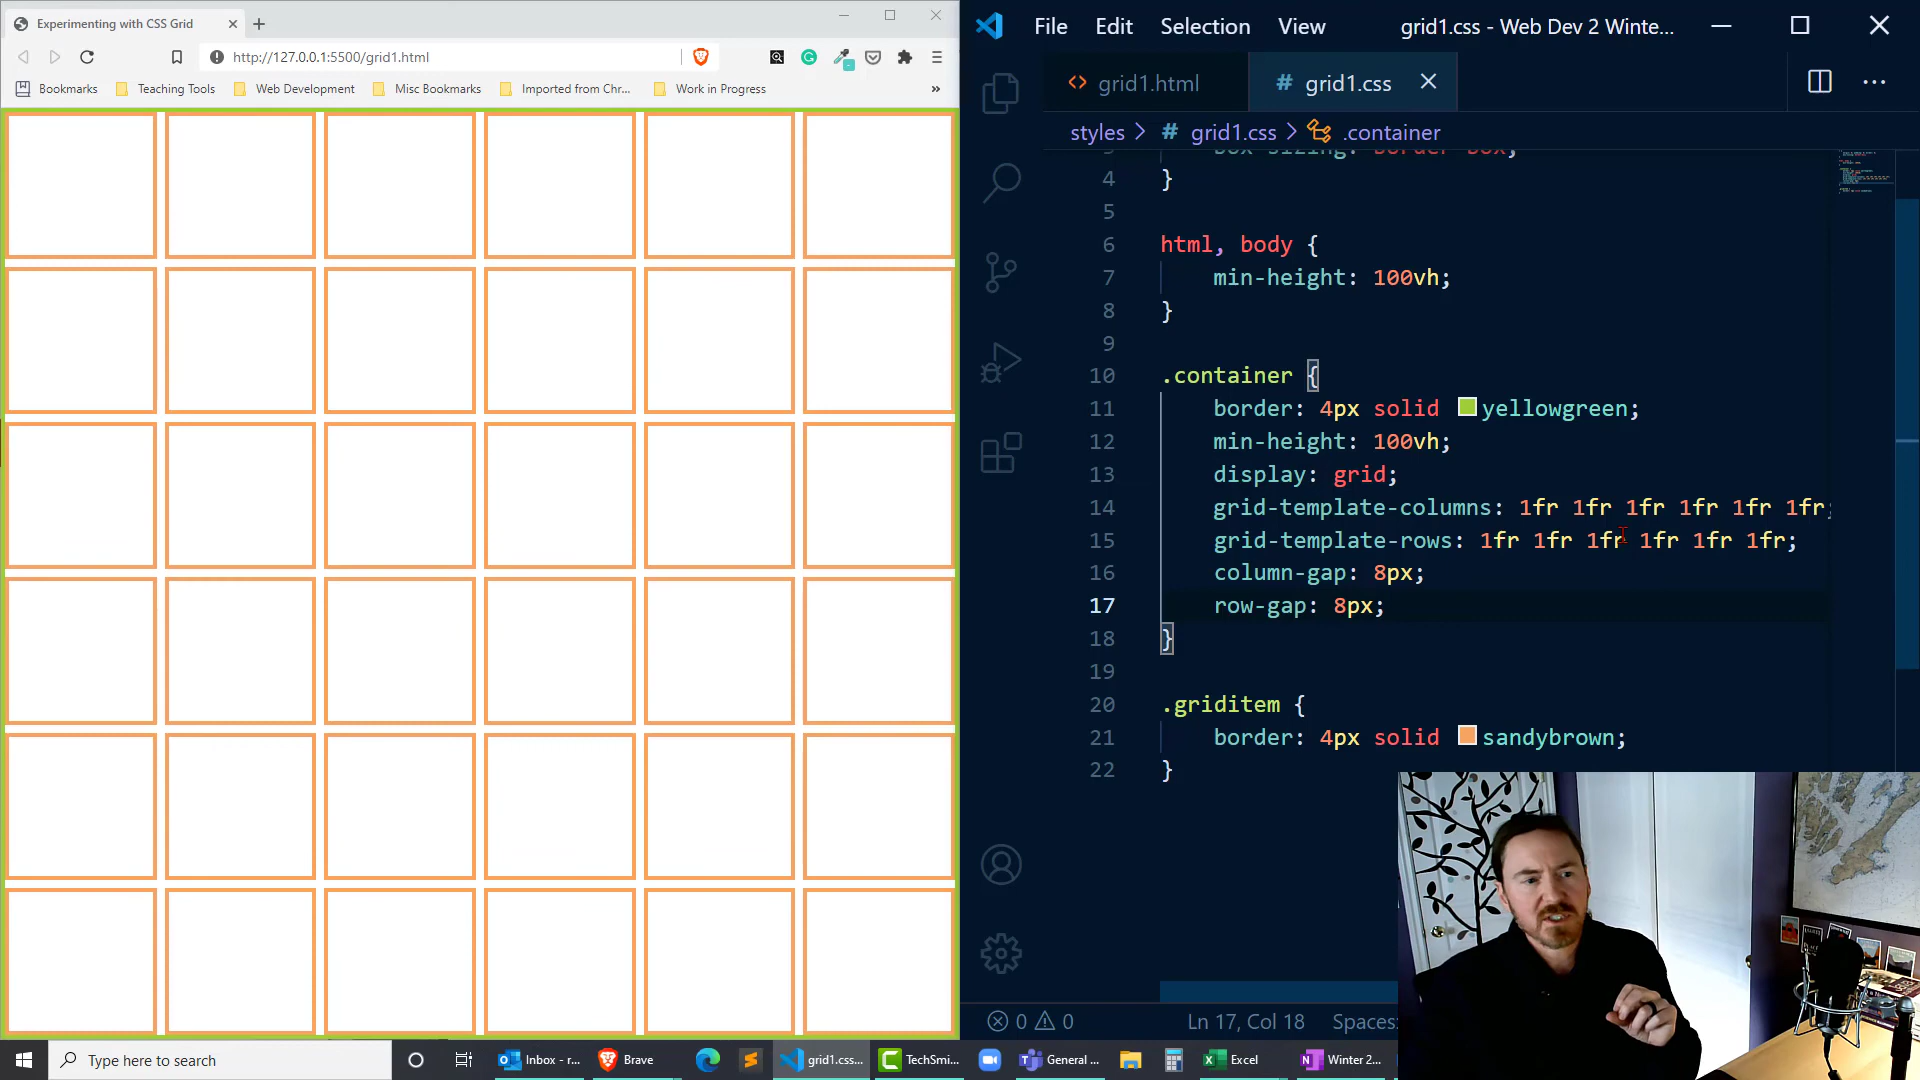 Experimenting with CSS Grid
http://127.0.0.1:5500/grid1.html
Bookmarks
Teaching Tools
Web Development
Misc Bookmarks
Imported from Chr...
Work in Progress
»
File Edit Selection View
grid1.css - Web Dev 2 Winte...
<> grid1.html
# grid1.css
styles > # grid1.css > .container
4 }
5
6 html, body {
7 min-height: 100vh;
8 }
9
10 .container {
11 border: 4px solid yellowgreen;
12 min-height: 100vh;
13 display: grid;
14 grid-template-columns: 1fr 1fr 1fr 1fr 1fr 1fr;
15 grid-template-rows: 1fr 1fr 1fr 1fr 1fr 1fr;
16 column-gap: 8px;
17 row-gap: 8px;
18 }
19
20 .griditem {
21 border: 4px solid sandybrown;
22 }
0 0
Ln 17, Col 18
Spaces:
Type here to search
Inbox - r...
Brave
grid1.css...
TechSmi...
General ...
Excel
Winter 2...